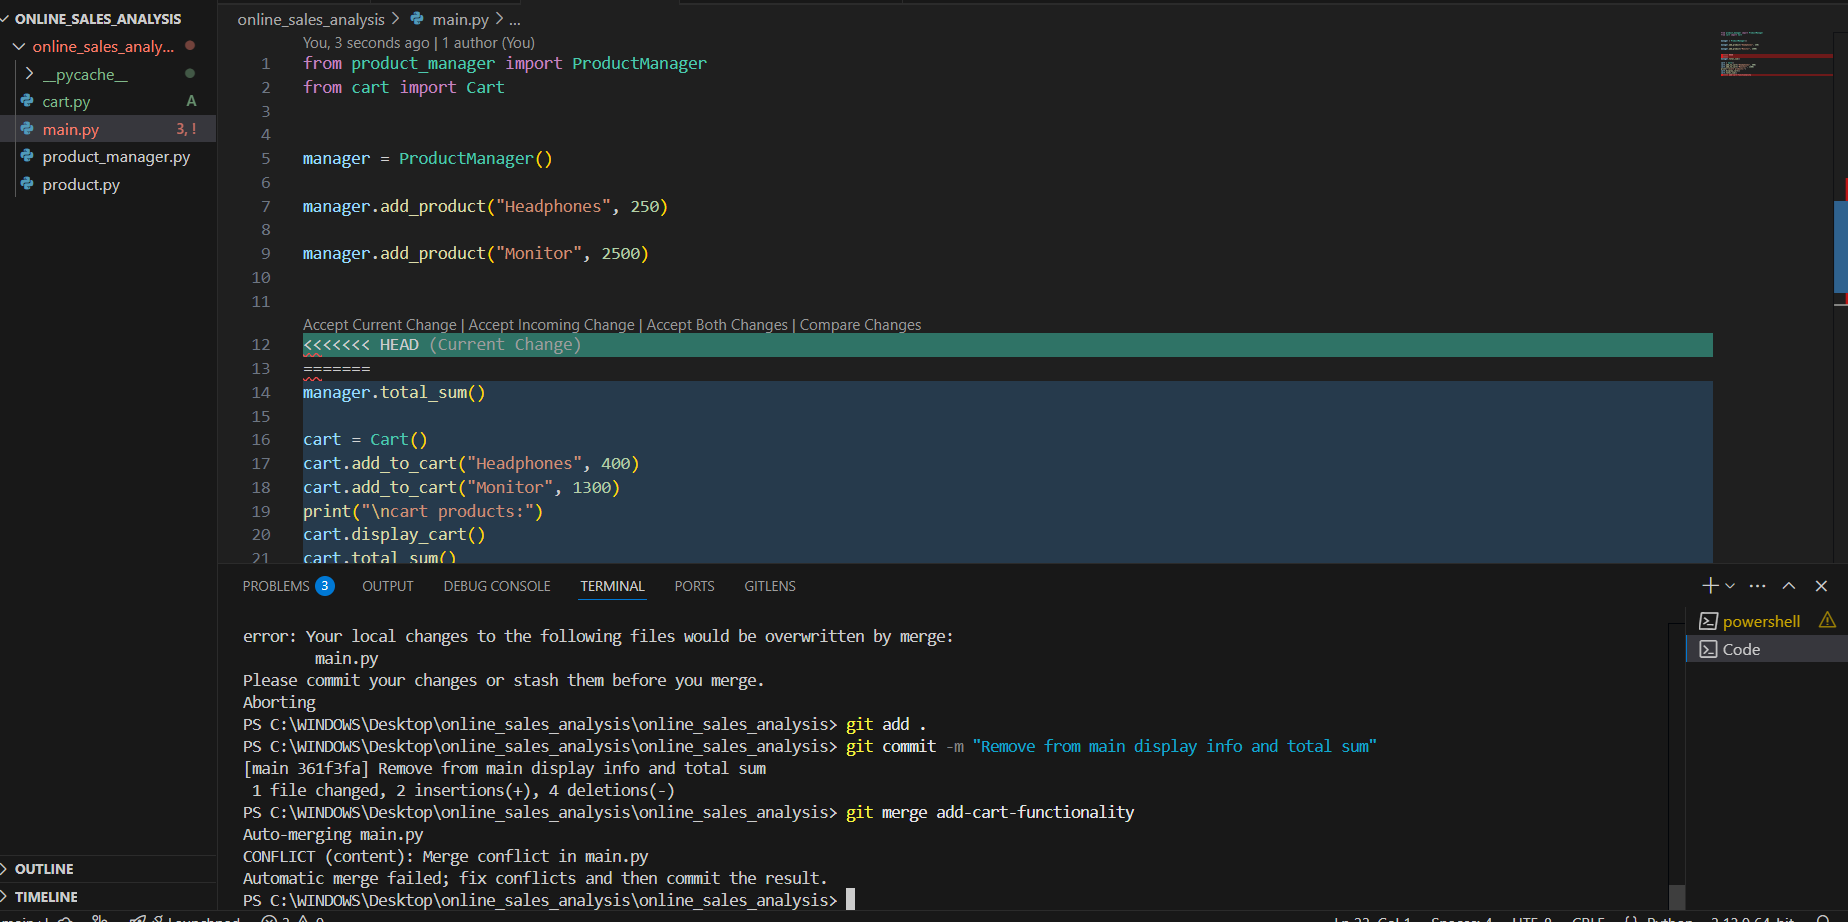 ONLINE_SALES_ANALYSIS
online_sales_analy...
__pycache__
cart.py A
main.py 3, !
product_manager.py
product.py
OUTLINE
TIMELINE
online_sales_analysis > main.py > ...
You, 3 seconds ago | 1 author (You)
1 from product_manager import ProductManager
2 from cart import Cart
3
4
5 manager = ProductManager()
6
7 manager.add_product("Headphones", 250)
8
9 manager.add_product("Monitor", 2500)
10
11
Accept Current Change | Accept Incoming Change | Accept Both Changes | Compare Changes
12 <<<<<<< HEAD (Current Change)
13 =======
14 manager.total_sum()
15
16 cart = Cart()
17 cart.add_to_cart("Headphones", 400)
18 cart.add_to_cart("Monitor", 1300)
19 print("\ncart products:")
20 cart.display_cart()
21 cart.total_sum()
PROBLEMS 3 OUTPUT DEBUG CONSOLE TERMINAL PORTS GITLENS
error: Your local changes to the following files would be overwritten by merge:
main.py
Please commit your changes or stash them before you merge.
Aborting
PS C:\WINDOWS\Desktop\online_sales_analysis\online_sales_analysis> git add .
PS C:\WINDOWS\Desktop\online_sales_analysis\online_sales_analysis> git commit -m "Remove from main display info and total sum"
[main 361f3fa] Remove from main display info and total sum
1 file changed, 2 insertions(+), 4 deletions(-)
PS C:\WINDOWS\Desktop\online_sales_analysis\online_sales_analysis> git merge add-cart-functionality
Auto-merging main.py
CONFLICT (content): Merge conflict in main.py
Automatic merge failed; fix conflicts and then commit the result.
PS C:\WINDOWS\Desktop\online_sales_analysis\online_sales_analysis>
powershell
Code